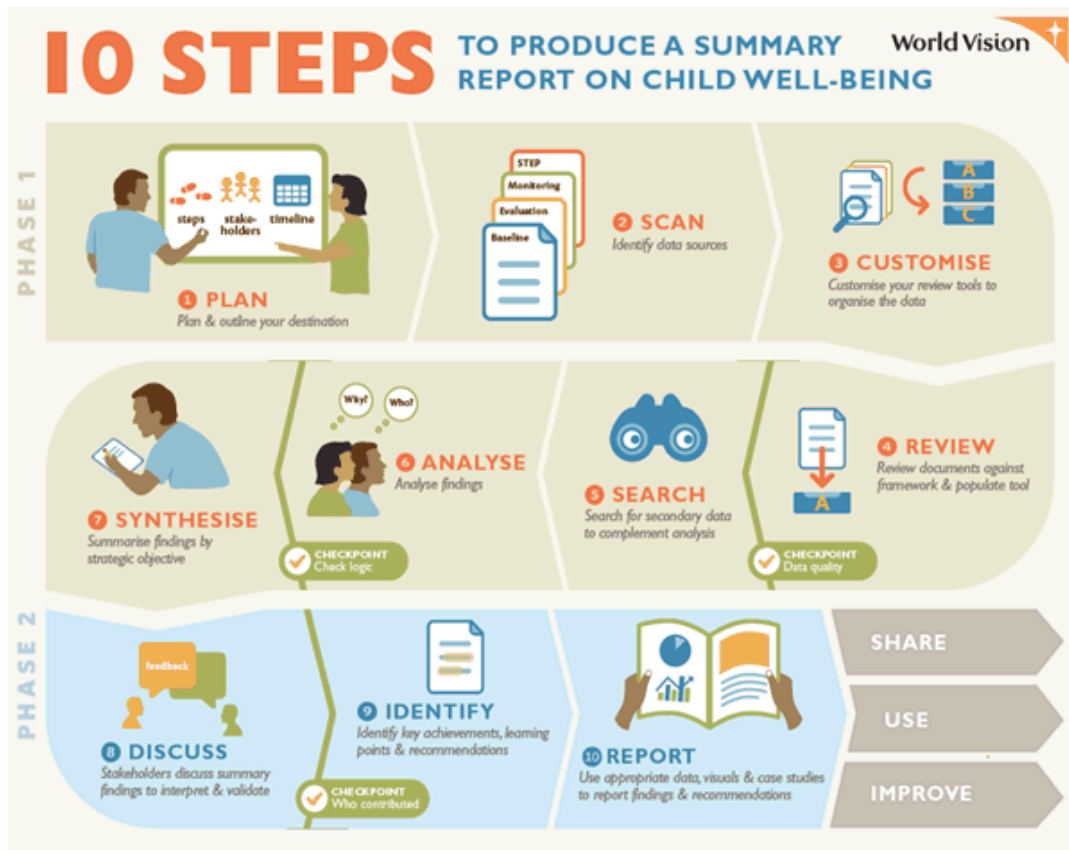 10 STEPS
TO PRODUCE A SUMMARY
REPORT ON CHILD WELL-BEING
World Vision
PHASE 1
steps
stake-
holders
timeline
1 PLAN
Plan & outline your destination
STEP
Monitoring
Evaluation
Baseline
2 SCAN
Identify data sources
A
B
C
3 CUSTOMISE
Customise your review tools to
organise the data
A
4 REVIEW
Review documents against
framework & populate tool
CHECKPOINT
Data quality
5 SEARCH
Search for secondary data
to complement analysis
Why?
Who?
6 ANALYSE
Analyse findings
CHECKPOINT
Check logic
7 SYNTHESISE
Summarise findings by
strategic objective
PHASE 2
feedback
8 DISCUSS
Stakeholders discuss summary
findings to interpret & validate
CHECKPOINT
Who contributed
9 IDENTIFY
Identify key achievements, learning
points & recommendations
10 REPORT
Use appropriate data, visuals & case studies
to report findings & recommendations
SHARE
USE
IMPROVE